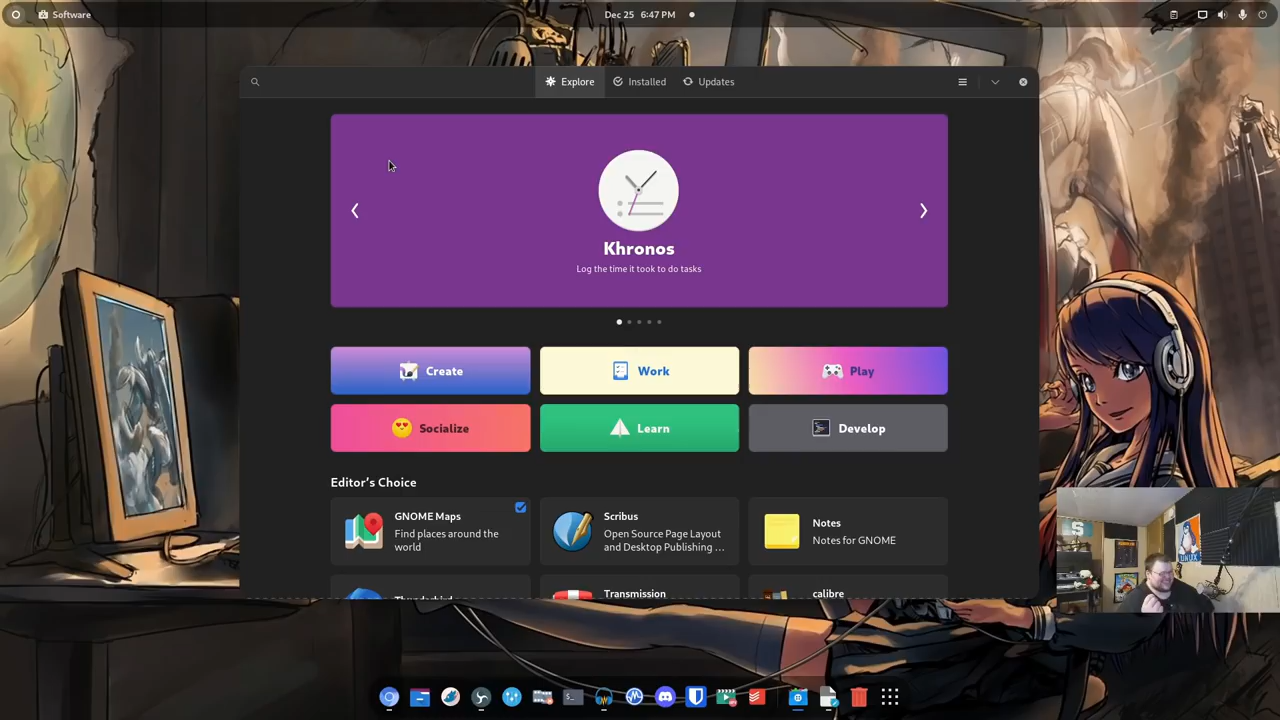 Software
Dec 25 6:47 PM
Explore
Installed
Updates
Khronos
Log the time it took to do tasks
Create
Work
Play
Socialize
Learn
Develop
Editor's Choice
GNOME Maps
Find places around the
world
Scribus
Open Source Page Layout
and Desktop Publishing ...
Notes
Notes for GNOME
Thunderbird
Transmission
calibre